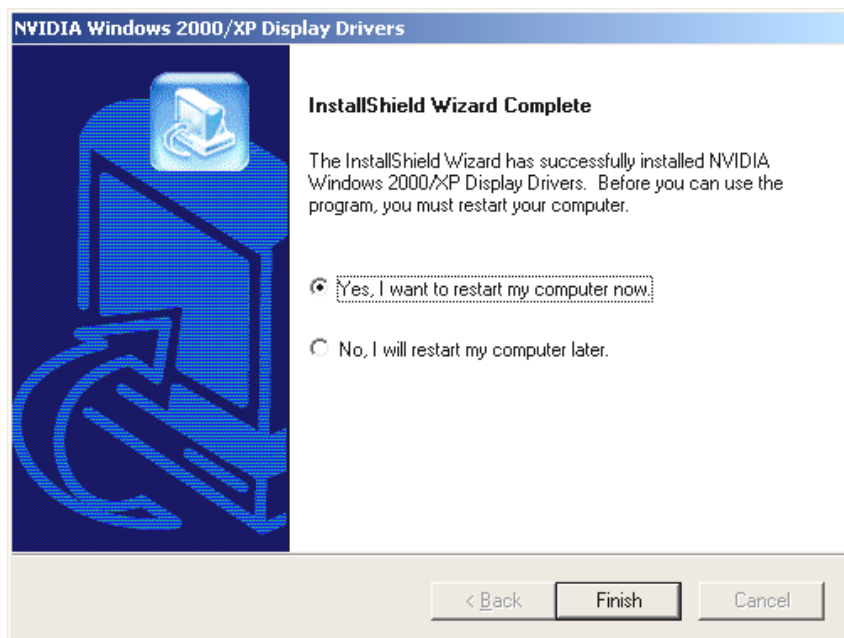 NVIDIA Windows 2000/XP Display Drivers
InstallShield Wizard Complete
The InstallShield Wizard has successfully installed NVIDIA
Windows 2000/XP Display Drivers.  Before you can use the
program, you must restart your computer.
Yes, I want to restart my computer now.
No, I will restart my computer later.
< Back
Finish
Cancel